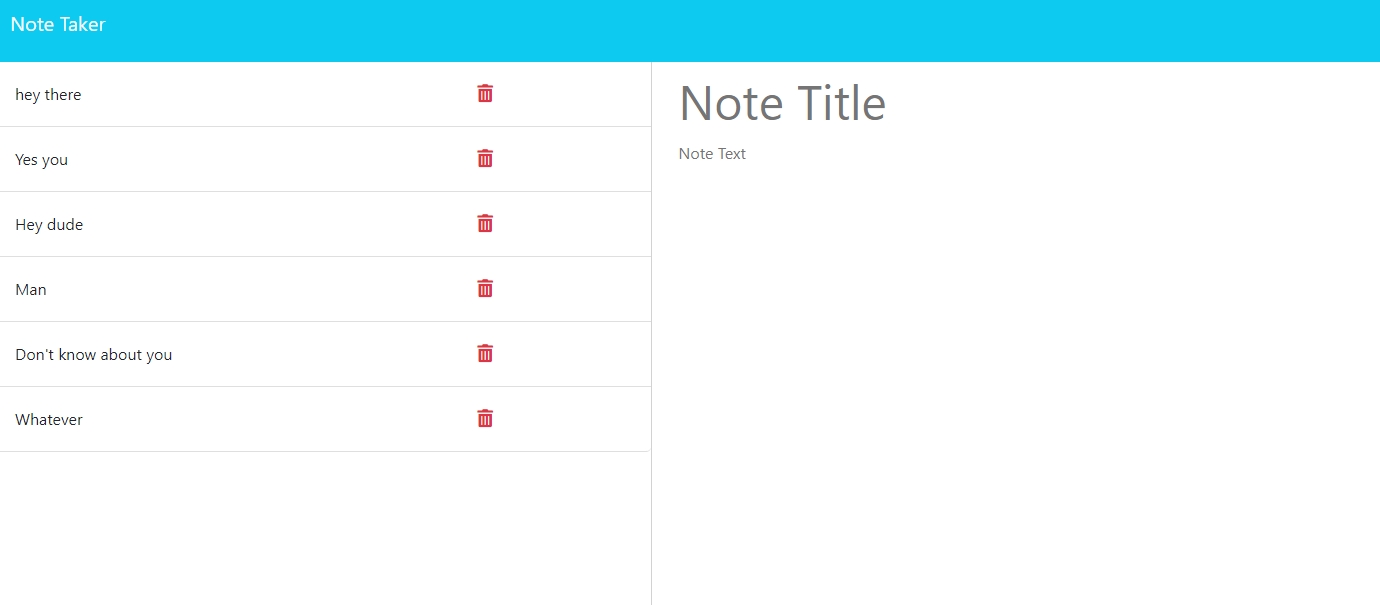 Note Taker
hey there
Yes you
Hey dude
Man
Don't know about you
Whatever
Note Title
Note Text